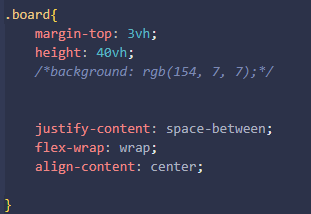 .board{
margin-top: 3vh;
height: 40vh;
/*background: rgb(154, 7, 7);*/
justify-content: space-between;
flex-wrap: wrap;
align-content: center;
}